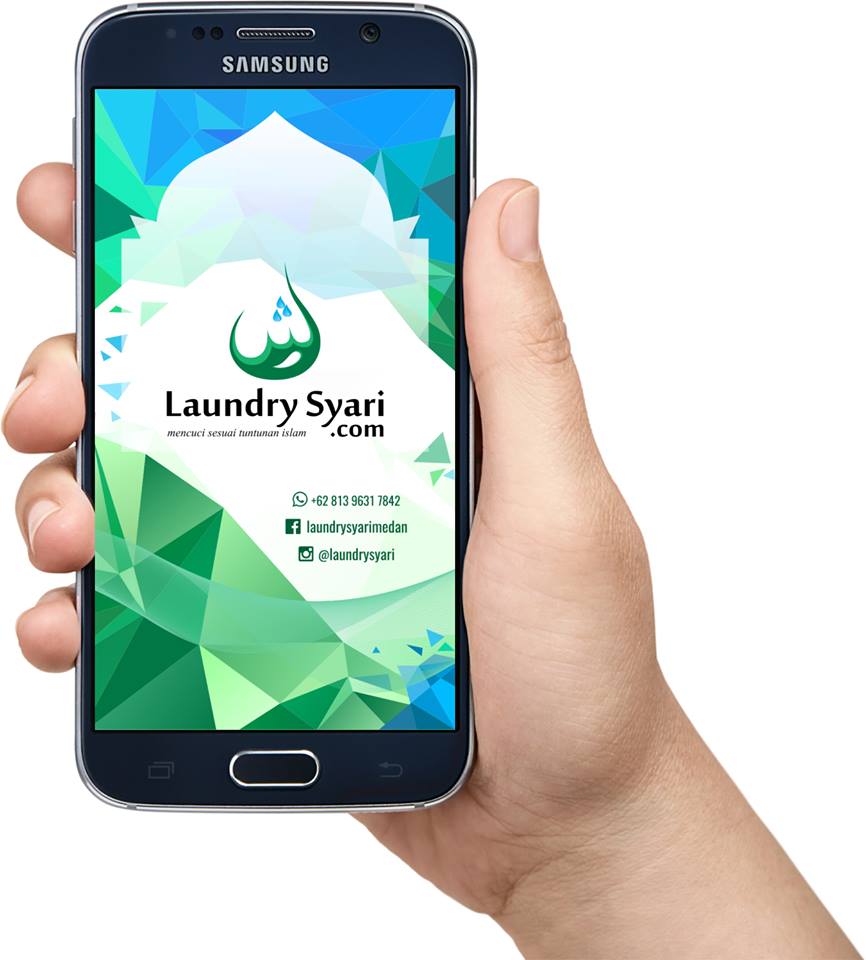 SAMSUNG
Laundry Syari
mencuci sesuai tuntunan islam .com
+62 813 9631 7842
laundrysyarimedan
@laundrysyari